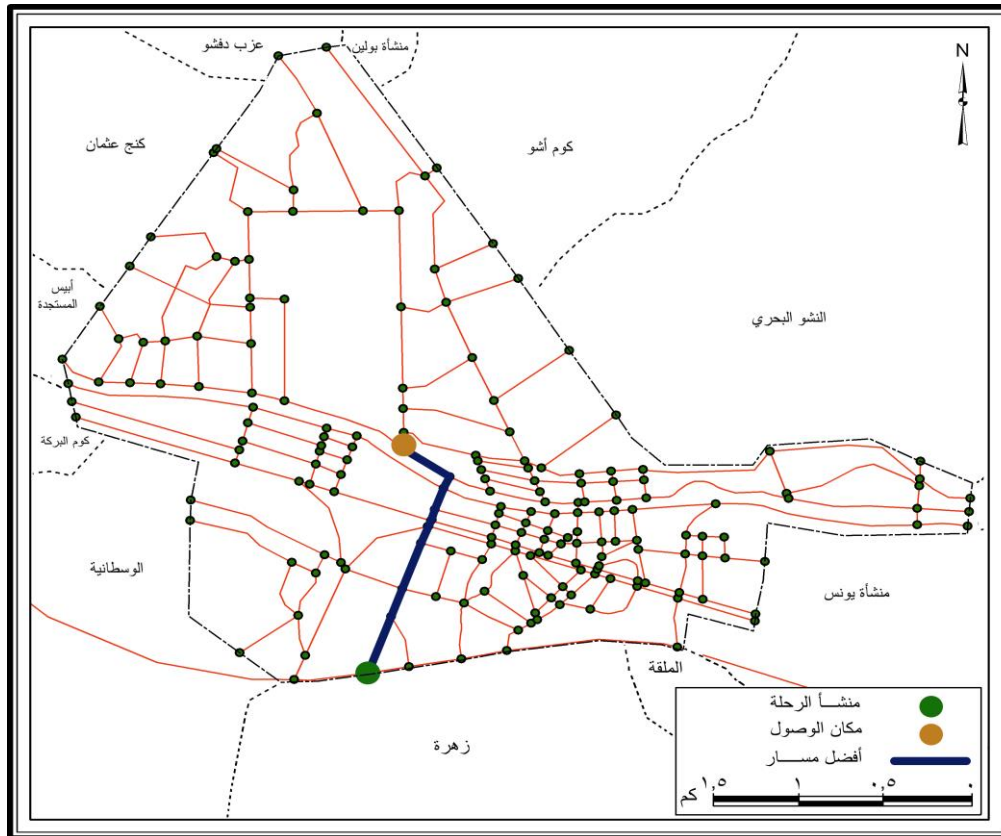 عزب دفشو
منشأة بولين
N
كنج عثمان
كوم أشو
أبيس
المستجدة
النشو البحري
كوم البركة
الوسطانية
منشأة يونس
الملقة
زهرة
منشـــأ الرحلة
مكان الوصول
أفضل مســـار
٠
٠,٥
١
١,٥
كم